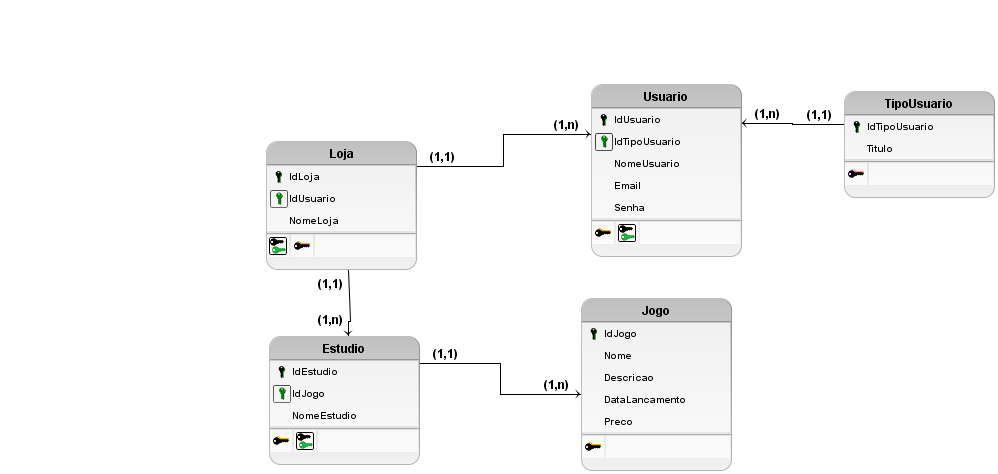 Usuario
IdUsuario
IdTipoUsuario
NomeUsuario
Email
Senha
(1,n)
(1,1)
TipoUsuario
IdTipoUsuario
Titulo
(1,n)
(1,1)
Loja
IdLoja
IdUsuario
NomeLoja
(1,1)
(1,n)
Estudio
IdEstudio
IdJogo
NomeEstudio
(1,1)
(1,n)
Jogo
IdJogo
Nome
Descricao
DataLancamento
Preco